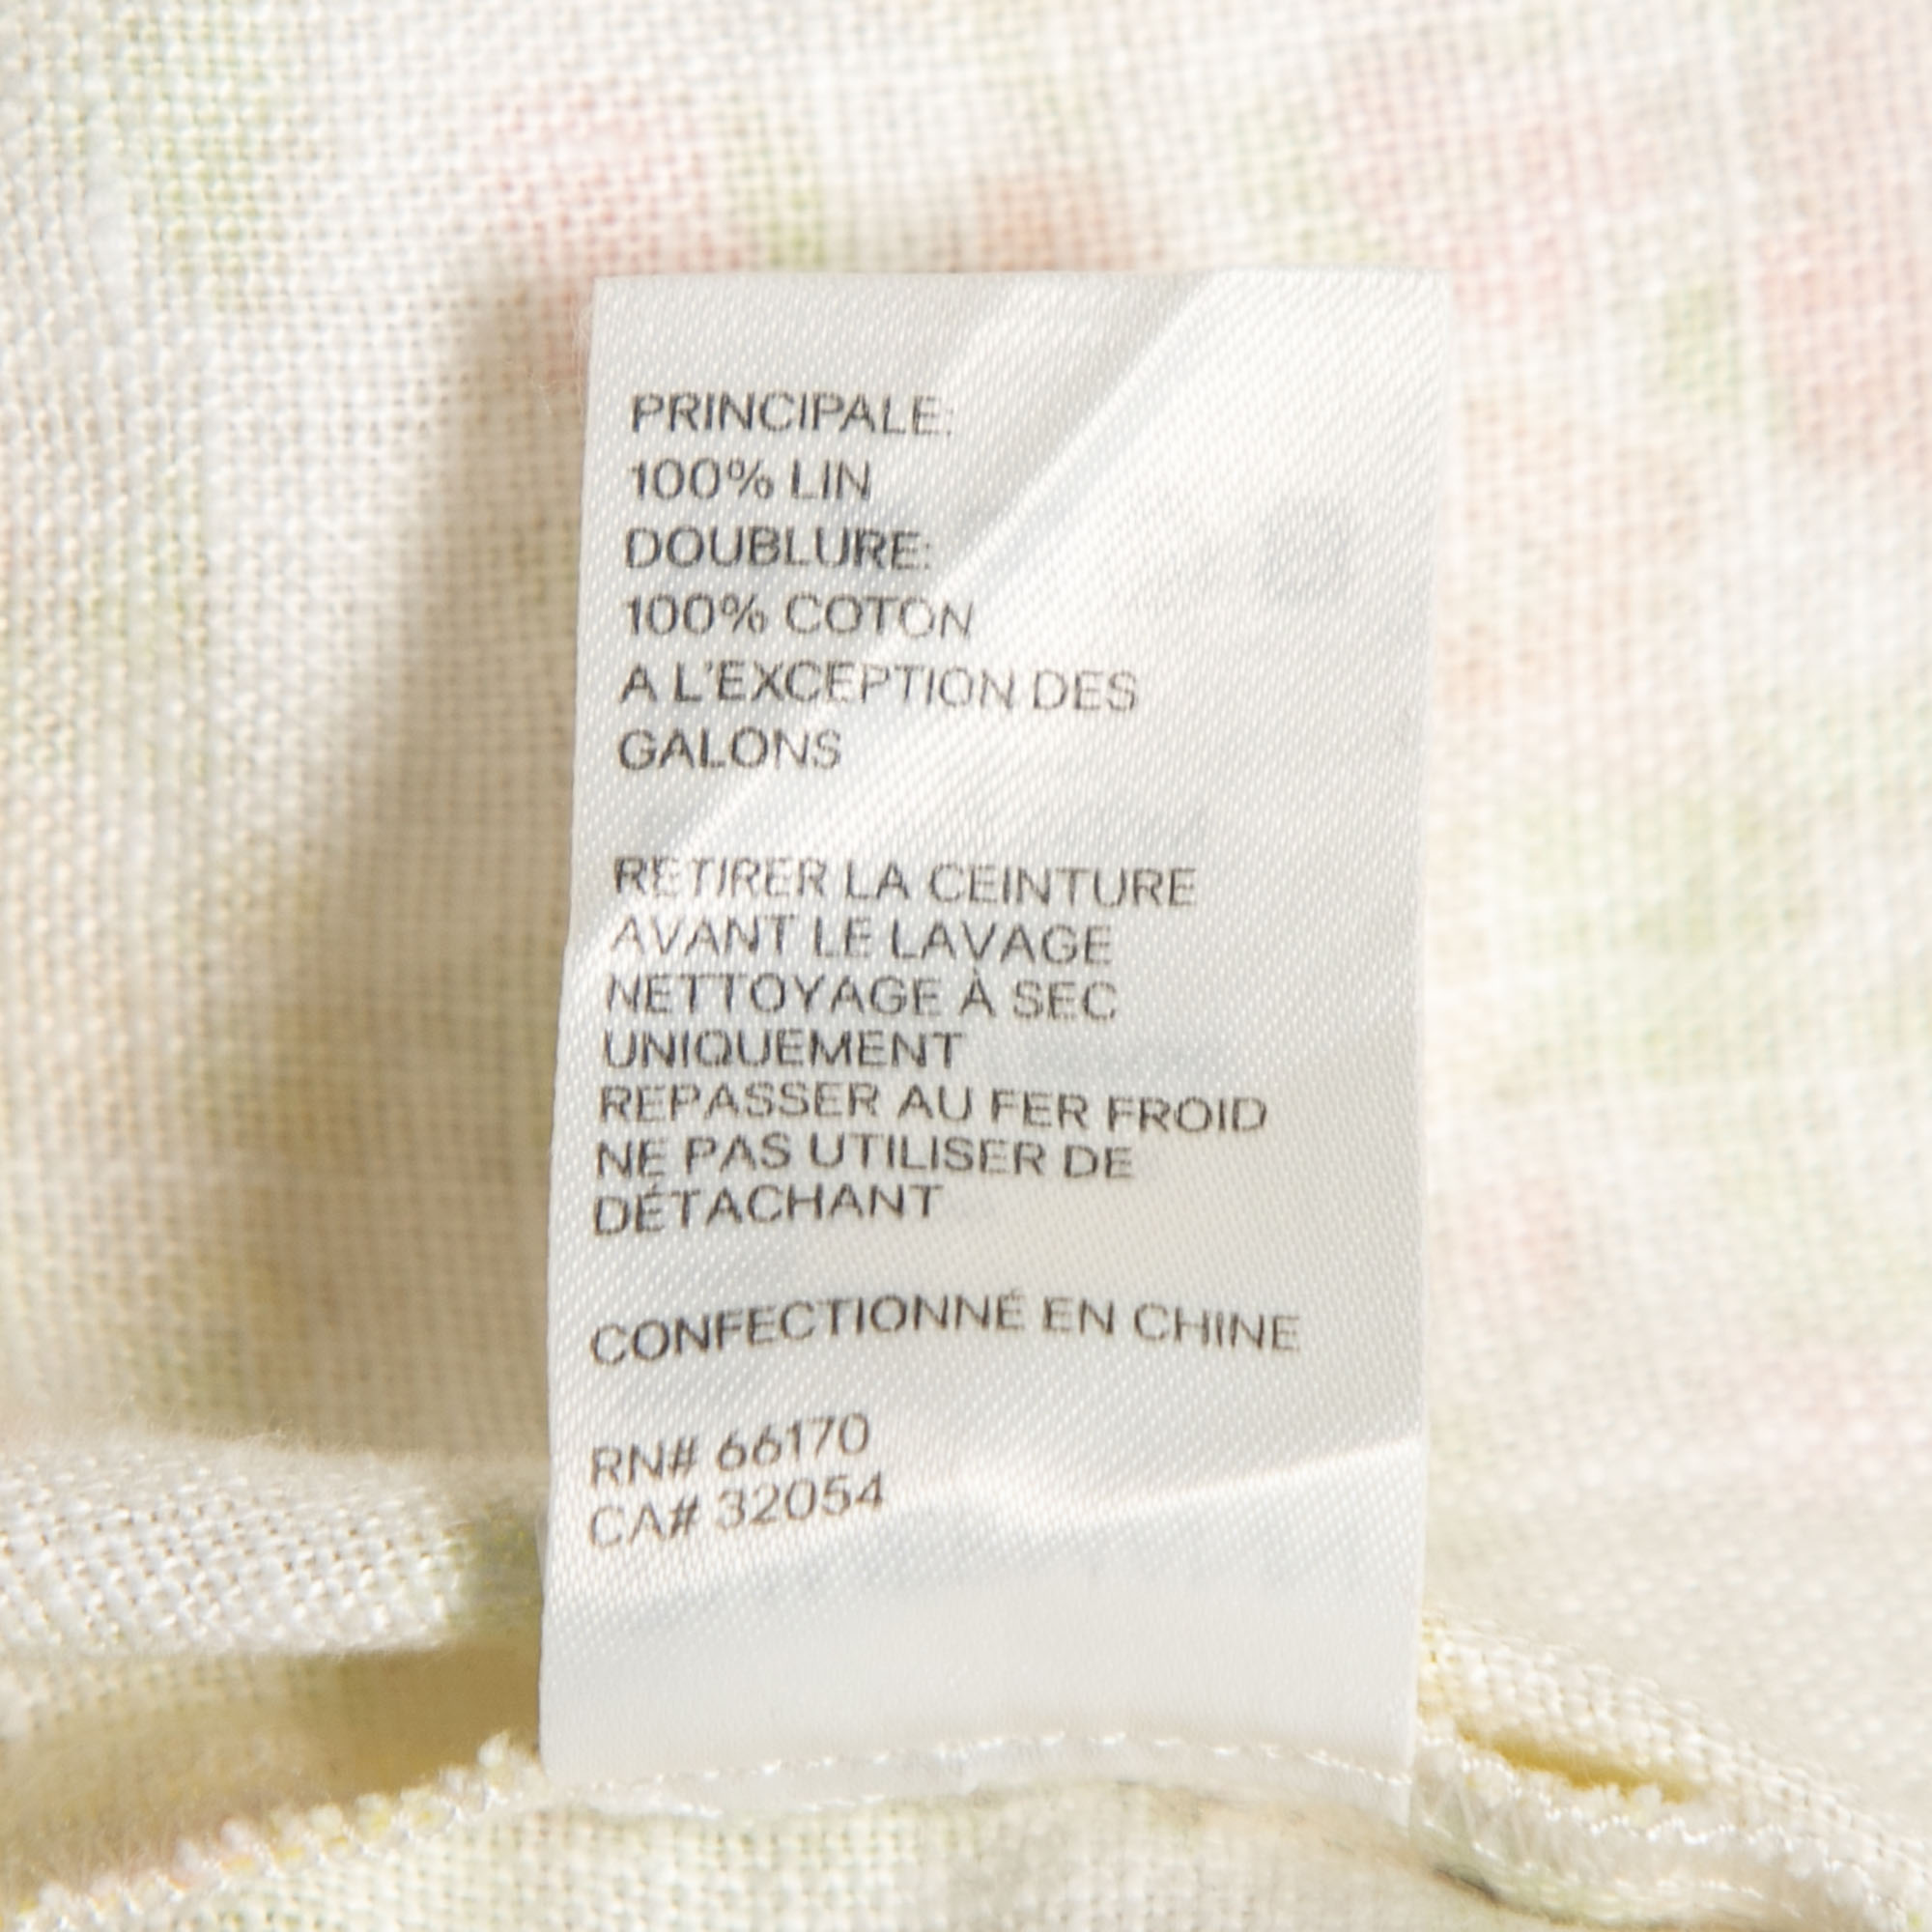 PRINCIPALE:
100% LIN
DOUBLURE:
100% COTON
A L'EXCEPTION DES
GALONS
RETIRER LA CEINTURE
AVANT LE LAVAGE
NETTOYAGE À SEC
UNIQUEMENT
REPASSER AU FER FROID
NE PAS UTILISER DE
DÉTACHANT
CONFECTIONNÉ EN CHINE
RN# 66170
CA# 32054